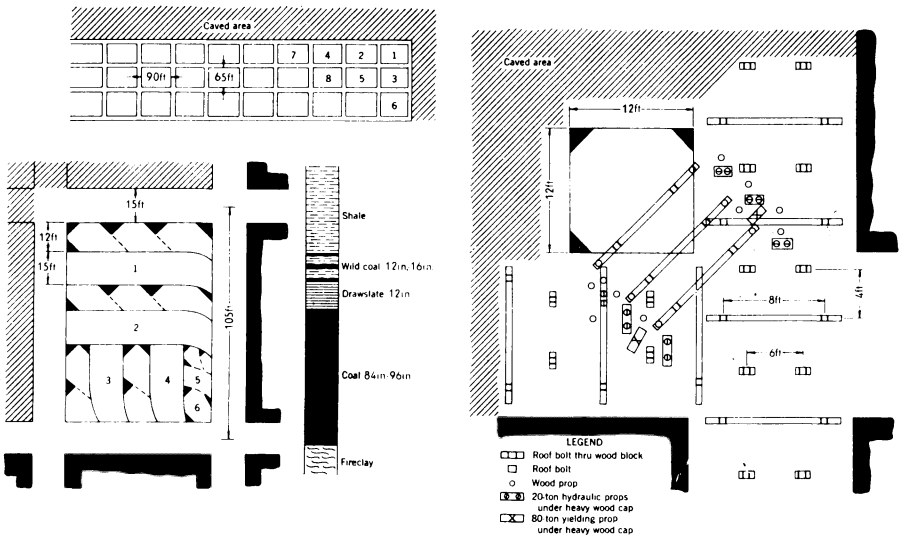 Caved area
7 4 2 1
90ft 65ft 8 5 3
6
15ft
12ft
15ft
1
2
3 4 5
6
105ft
Shale
Wild coal 12in, 16in.
Drawslate 12in
Coal 84in-96in
Fireclay
Caved area
12ft
12ft
4ft
8ft
6ft
LEGEND
Roof bolt thru wood block
Roof bolt
Wood prop
20-ton hydraulic props
under heavy wood cap
80-ton yielding prop
under heavy wood cap